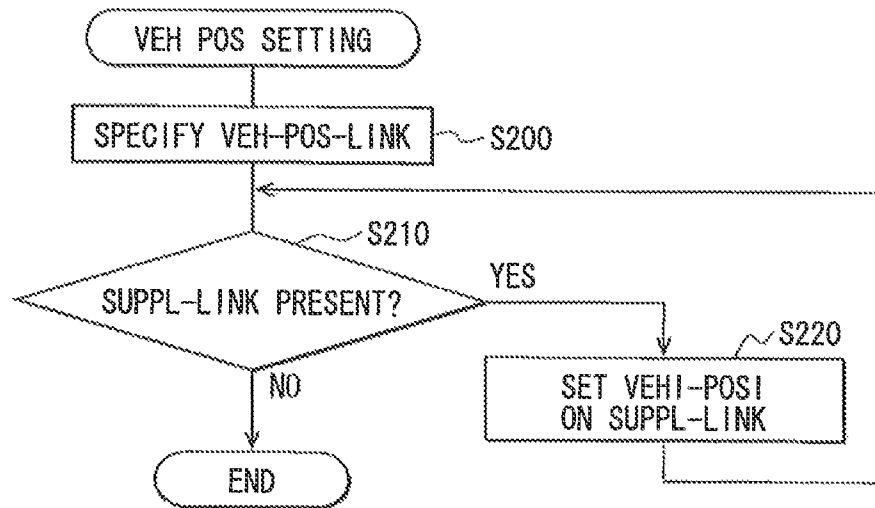 VEH POS SETTING
SPECIFY VEH-POS-LINK
S200
S210
SUPPL-LINK PRESENT?
YES
S220
SET VEHI-POSI
ON SUPPL-LINK
NO
END